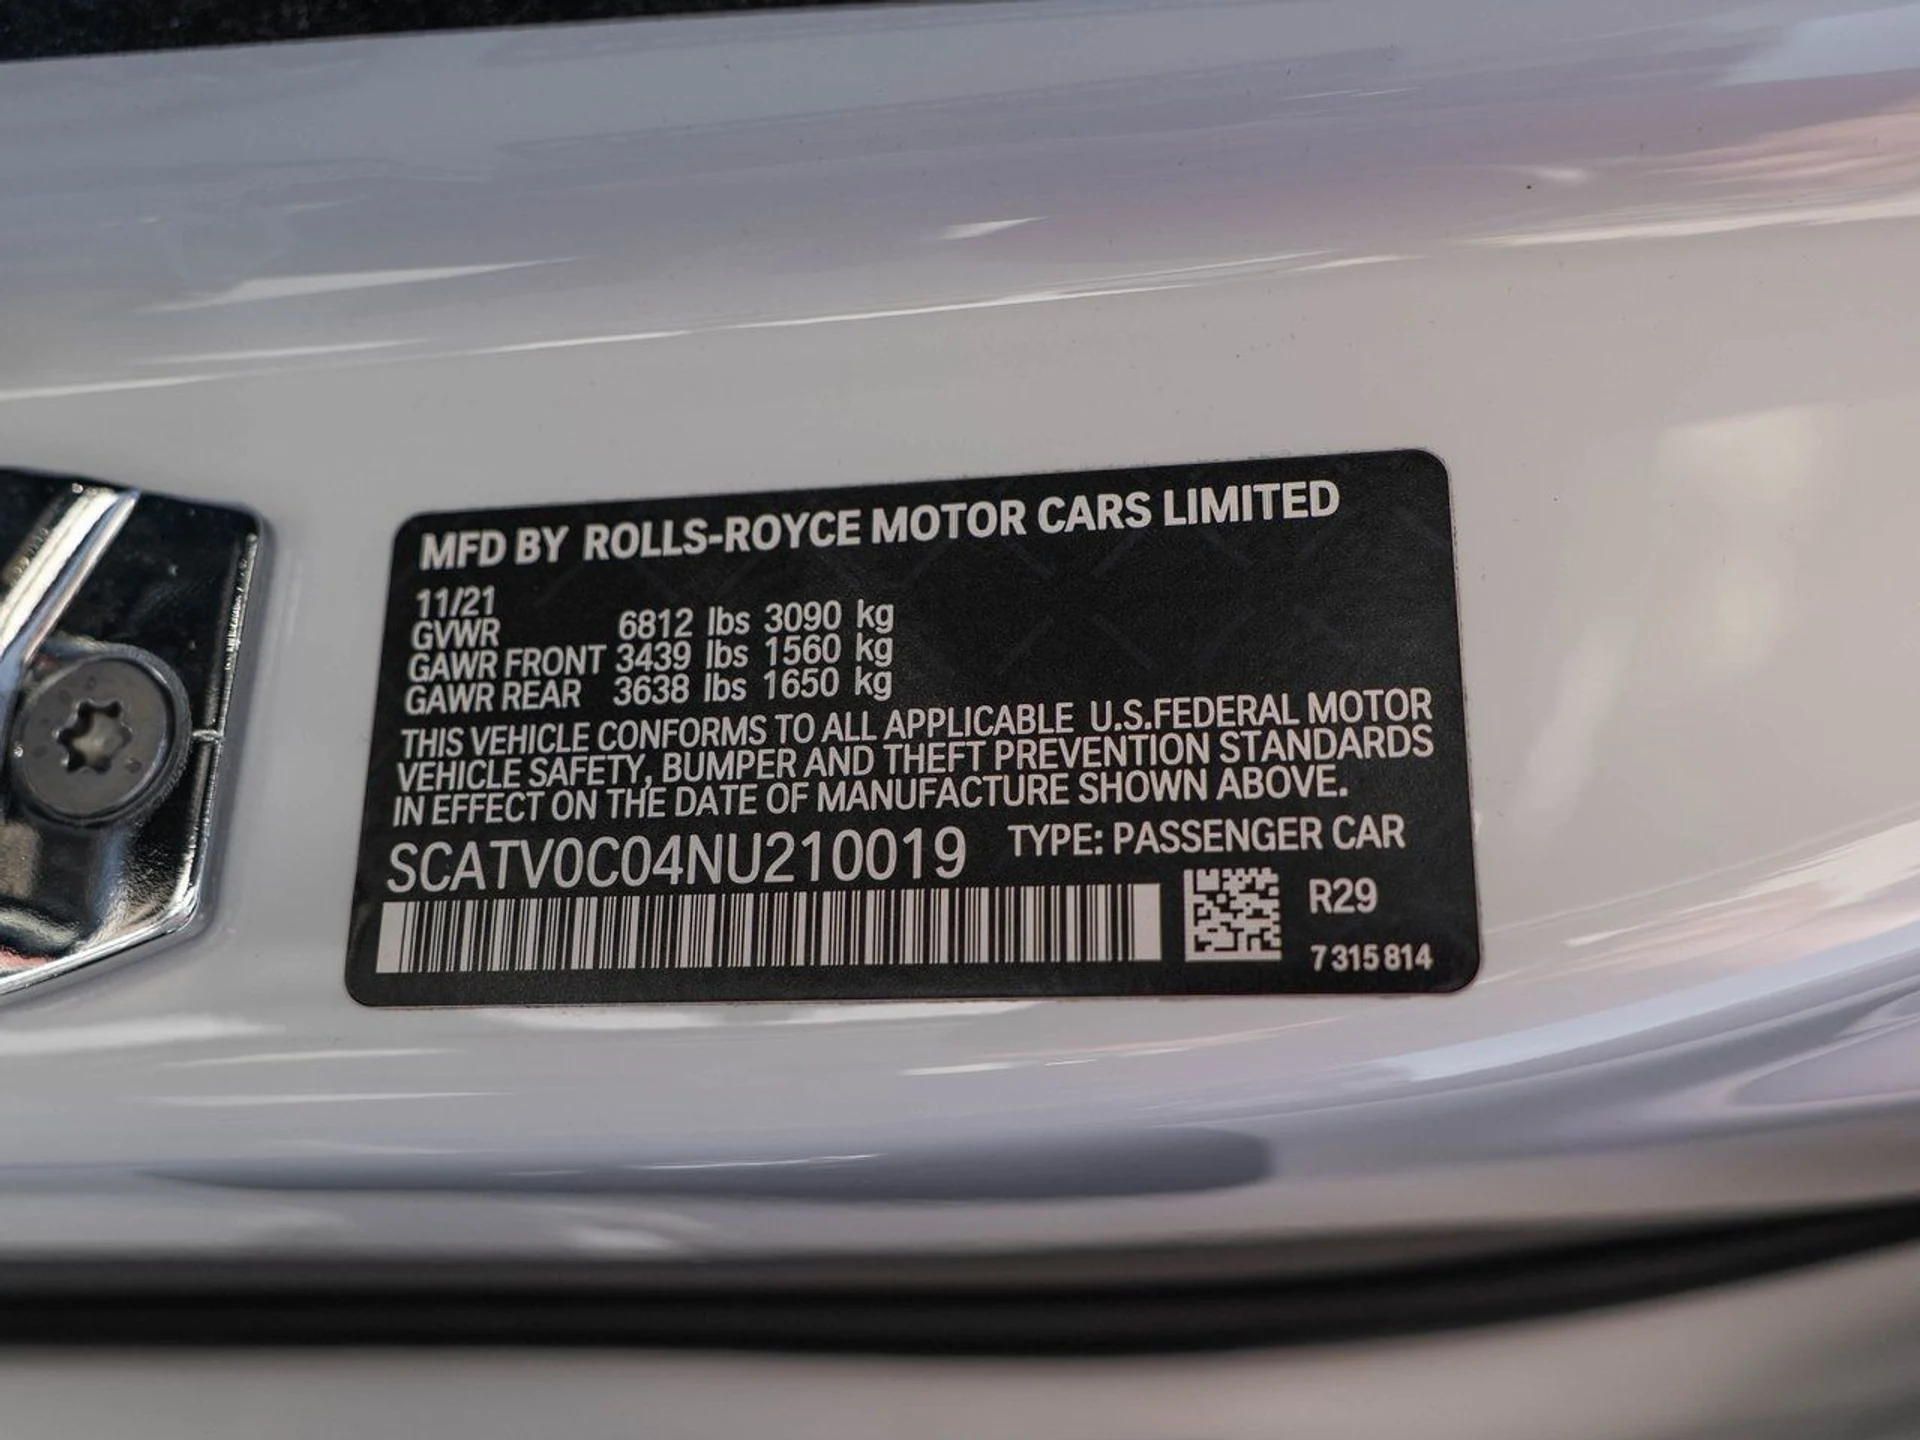 MFD BY ROLLS-ROYCE MOTOR CARS LIMITED
11/21
GVWR 6812 lbs 3090 kg
GAWR FRONT 3439 lbs 1560 kg
GAWR REAR 3638 lbs 1650 kg
THIS VEHICLE CONFORMS TO ALL APPLICABLE U.S.FEDERAL MOTOR
VEHICLE SAFETY, BUMPER AND THEFT PREVENTION STANDARDS
IN EFFECT ON THE DATE OF MANUFACTURE SHOWN ABOVE.
SCATV0C04NU210019 TYPE: PASSENGER CAR
R29
7 315 814